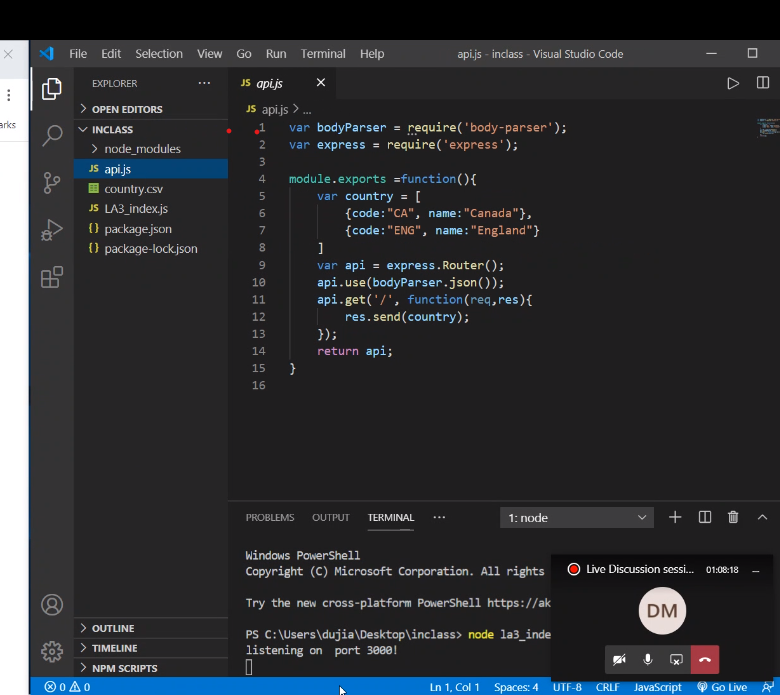 File Edit Selection View Go Run Terminal Help api.js - inclass - Visual Studio Code
arks
EXPLORER
OPEN EDITORS
INCLASS
node_modules
JS api.js
country.csv
JS LA3_index.js
{} package.json
{} package-lock.json
OUTLINE
TIMELINE
NPM SCRIPTS
JS api.js
JS api.js > ...
1 var bodyParser = require('body-parser');
2 var express = require('express');
3
4 module.exports =function(){
5 var country = [
6 {code:"CA", name:"Canada"},
7 {code:"ENG", name:"England"}
8 ]
9 var api = express.Router();
10 api.use(bodyParser.json());
11 api.get('/', function(req,res){
12 res.send(country);
13 });
14 return api;
15 }
16
PROBLEMS OUTPUT TERMINAL ... 1: node
Windows PowerShell
Copyright (C) Microsoft Corporation. All rights
Try the new cross-platform PowerShell https://ak
PS C:\Users\dujia\Desktop\inclass> node la3_inde
listening on port 3000!
Live Discussion sessi... 01:08:18
DM
0 0 Ln 1, Col 1 Spaces: 4 UTF-8 CRLF JavaScript Go Live